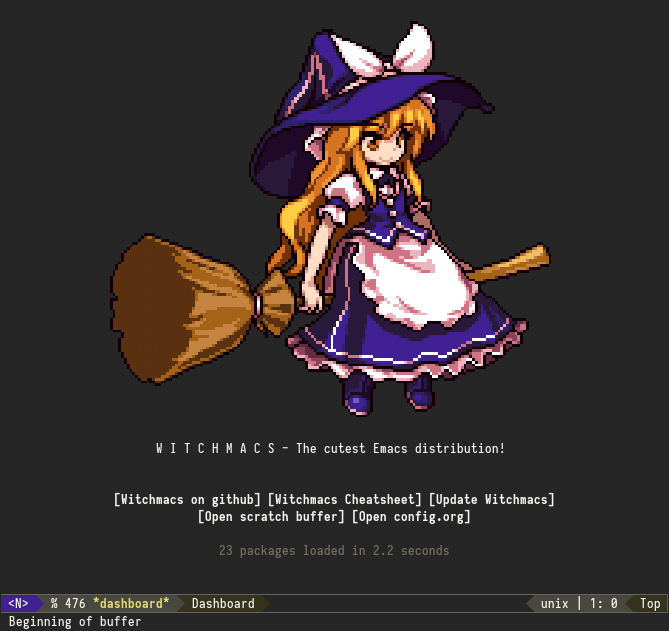 W I T C H M A C S - The cutest Emacs distribution!
[Witchmacs on github] [Witchmacs Cheatsheet] [Update Witchmacs]
[Open scratch buffer] [Open config.org]
23 packages loaded in 2.2 seconds
<N> % 476 *dashboard* Dashboard unix | 1: 0 Top
Beginning of buffer